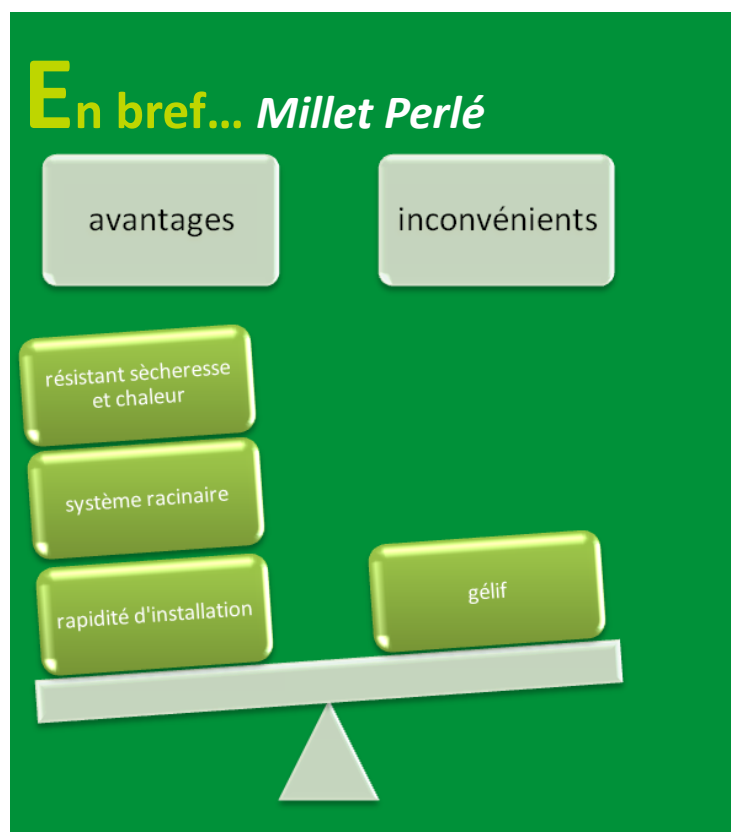 En bref... Millet Perlé
avantages
inconvénients
résistant sècheresse
et chaleur
système racinaire
rapidité d'installation
gélif